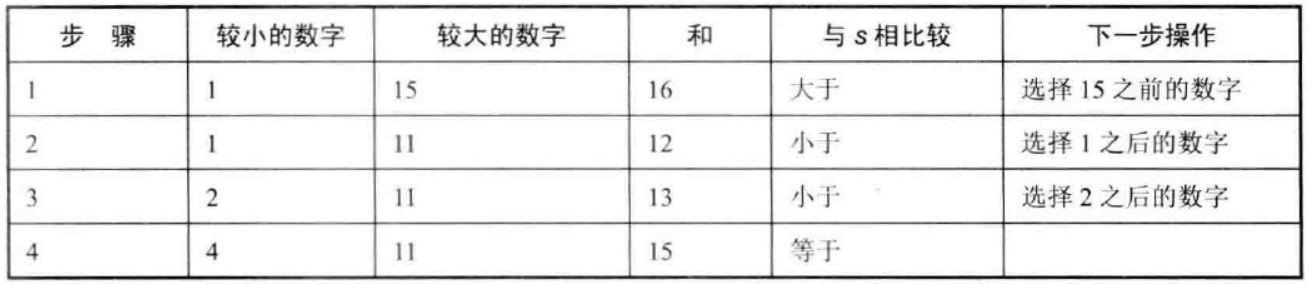 步 骤 较小的数字 较大的数字 和 与 s 相比较 下一步操作
1 1 15 16 大于 选择 15 之前的数字
2 1 11 12 小于 选择 1 之后的数字
3 2 11 13 小于 选择 2 之后的数字
4 4 11 15 等于